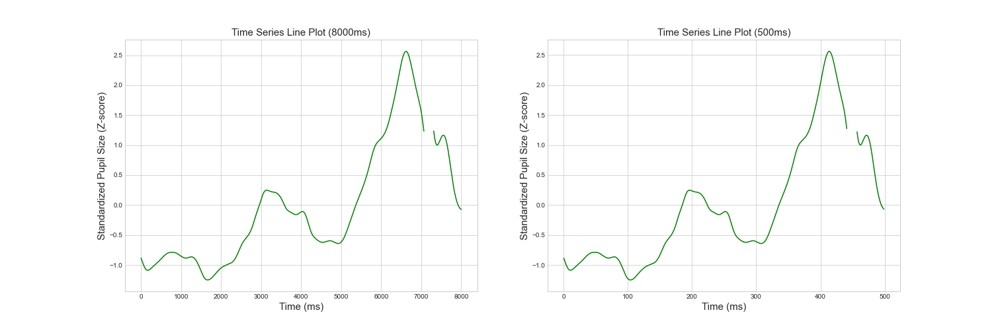 Time Series Line Plot (8000ms)
Standardized Pupil Size (Z-score)
2.5
2.0
1.5
1.0
0.5
0.0
−0.5
−1.0
0 1000 2000 3000 4000 5000 6000 7000 8000
Time (ms)
Time Series Line Plot (500ms)
Standardized Pupil Size (Z-score)
2.5
2.0
1.5
1.0
0.5
0.0
−0.5
−1.0
0 100 200 300 400 500
Time (ms)